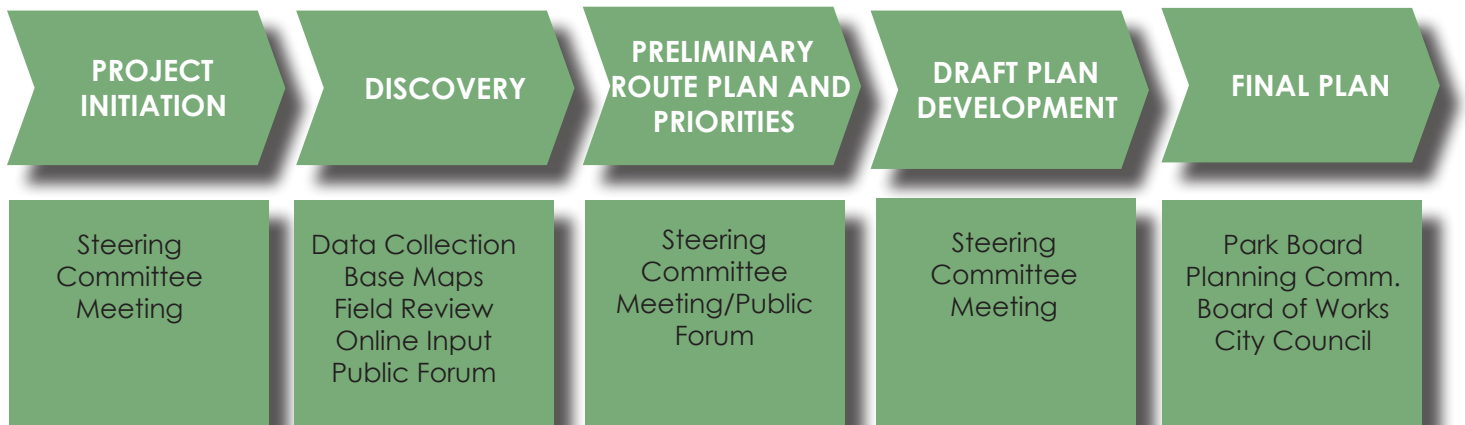 PROJECT
INITIATION
DISCOVERY
PRELIMINARY
ROUTE PLAN AND
PRIORITIES
DRAFT PLAN
DEVELOPMENT
FINAL PLAN
Steering
Committee
Meeting
Data Collection
Base Maps
Field Review
Online Input
Public Forum
Steering
Committee
Meeting/Public
Forum
Steering
Committee
Meeting
Park Board
Planning Comm.
Board of Works
City Council